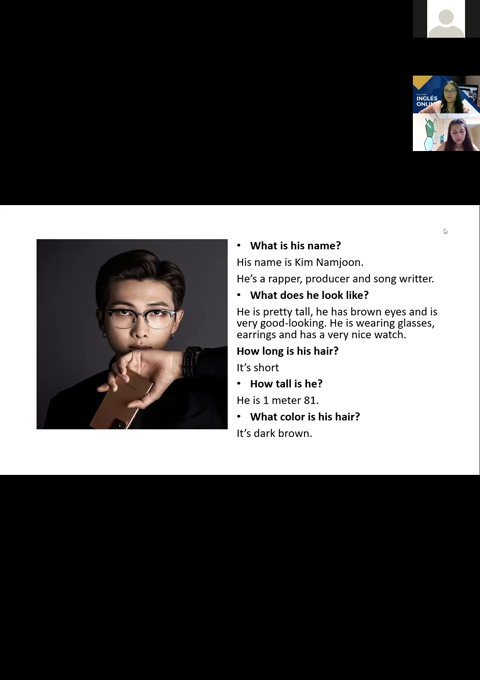 INGLÉS
• What is his name?
His name is Kim Namjoon.
He's a rapper, producer and song writter.
• What does he look like?
He is pretty tall, he has brown eyes and is
very good-looking. He is wearing glasses,
earrings and has a very nice watch.
How long is his hair?
It's short
• How tall is he?
He is 1 meter 81.
• What color is his hair?
It's dark brown.